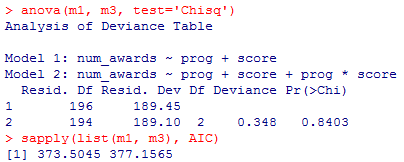 > anova(m1, m3, test='Chisq')
Analysis of Deviance Table
Model 1: num_awards ~ prog + score
Model 2: num_awards ~ prog + score + prog * score
  Resid. Df Resid. Dev Df Deviance Pr(>Chi)
1       196     189.45
2       194     189.10  2    0.348   0.8403
> sapply(list(m1, m3), AIC)
[1] 373.5045 377.1565